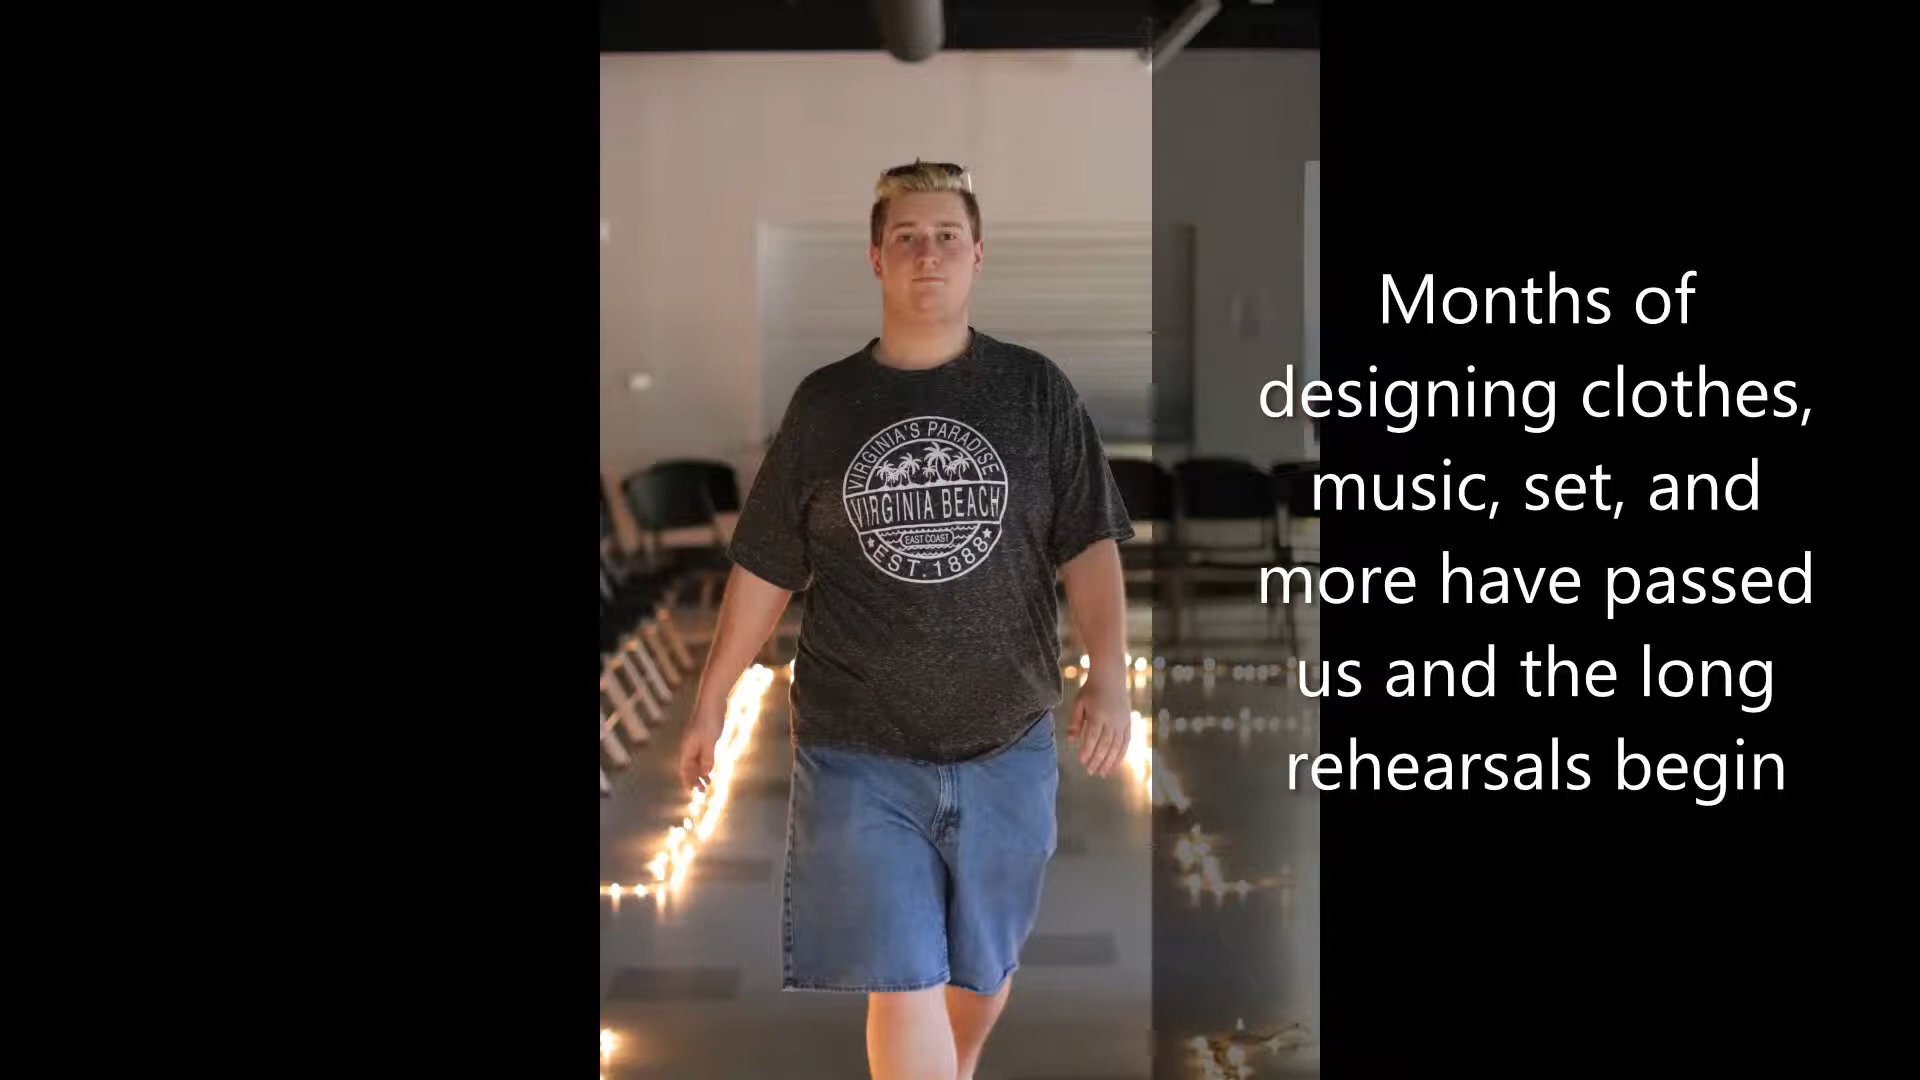 VIRGINIA'S PARADISE
VIRGINIA BEACH
EAST COAST
EST. 1888
Months of
designing clothes,
music, set, and
more have passed
us and the long
rehearsals begin